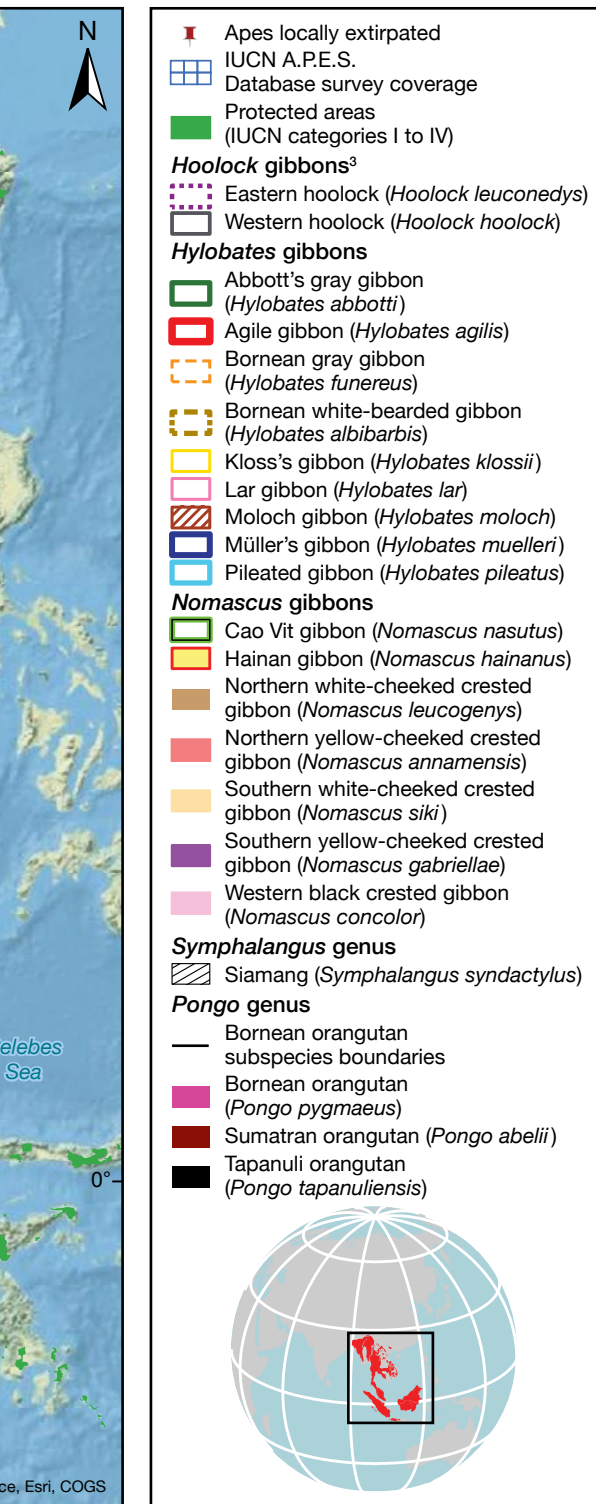 N
elebes
Sea
0°
ce, Esri, COGS
Apes locally extirpated
IUCN A.P.E.S.
Database survey coverage
Protected areas
(IUCN categories I to IV)
Hoolock gibbons³
Eastern hoolock (Hoolock leuconedys)
Western hoolock (Hoolock hoolock)
Hylobates gibbons
Abbott's gray gibbon
(Hylobates abbotti)
Agile gibbon (Hylobates agilis)
Bornean gray gibbon
(Hylobates funereus)
Bornean white-bearded gibbon
(Hylobates albibarbis)
Kloss's gibbon (Hylobates klossii)
Lar gibbon (Hylobates lar)
Moloch gibbon (Hylobates moloch)
Müller's gibbon (Hylobates muelleri)
Pileated gibbon (Hylobates pileatus)
Nomascus gibbons
Cao Vit gibbon (Nomascus nasutus)
Hainan gibbon (Nomascus hainanus)
Northern white-cheeked crested
gibbon (Nomascus leucogenys)
Northern yellow-cheeked crested
gibbon (Nomascus annamensis)
Southern white-cheeked crested
gibbon (Nomascus siki)
Southern yellow-cheeked crested
gibbon (Nomascus gabriellae)
Western black crested gibbon
(Nomascus concolor)
Symphalangus genus
Siamang (Symphalangus syndactylus)
Pongo genus
Bornean orangutan
subspecies boundaries
Bornean orangutan
(Pongo pygmaeus)
Sumatran orangutan (Pongo abelii)
Tapanuli orangutan
(Pongo tapanuliensis)